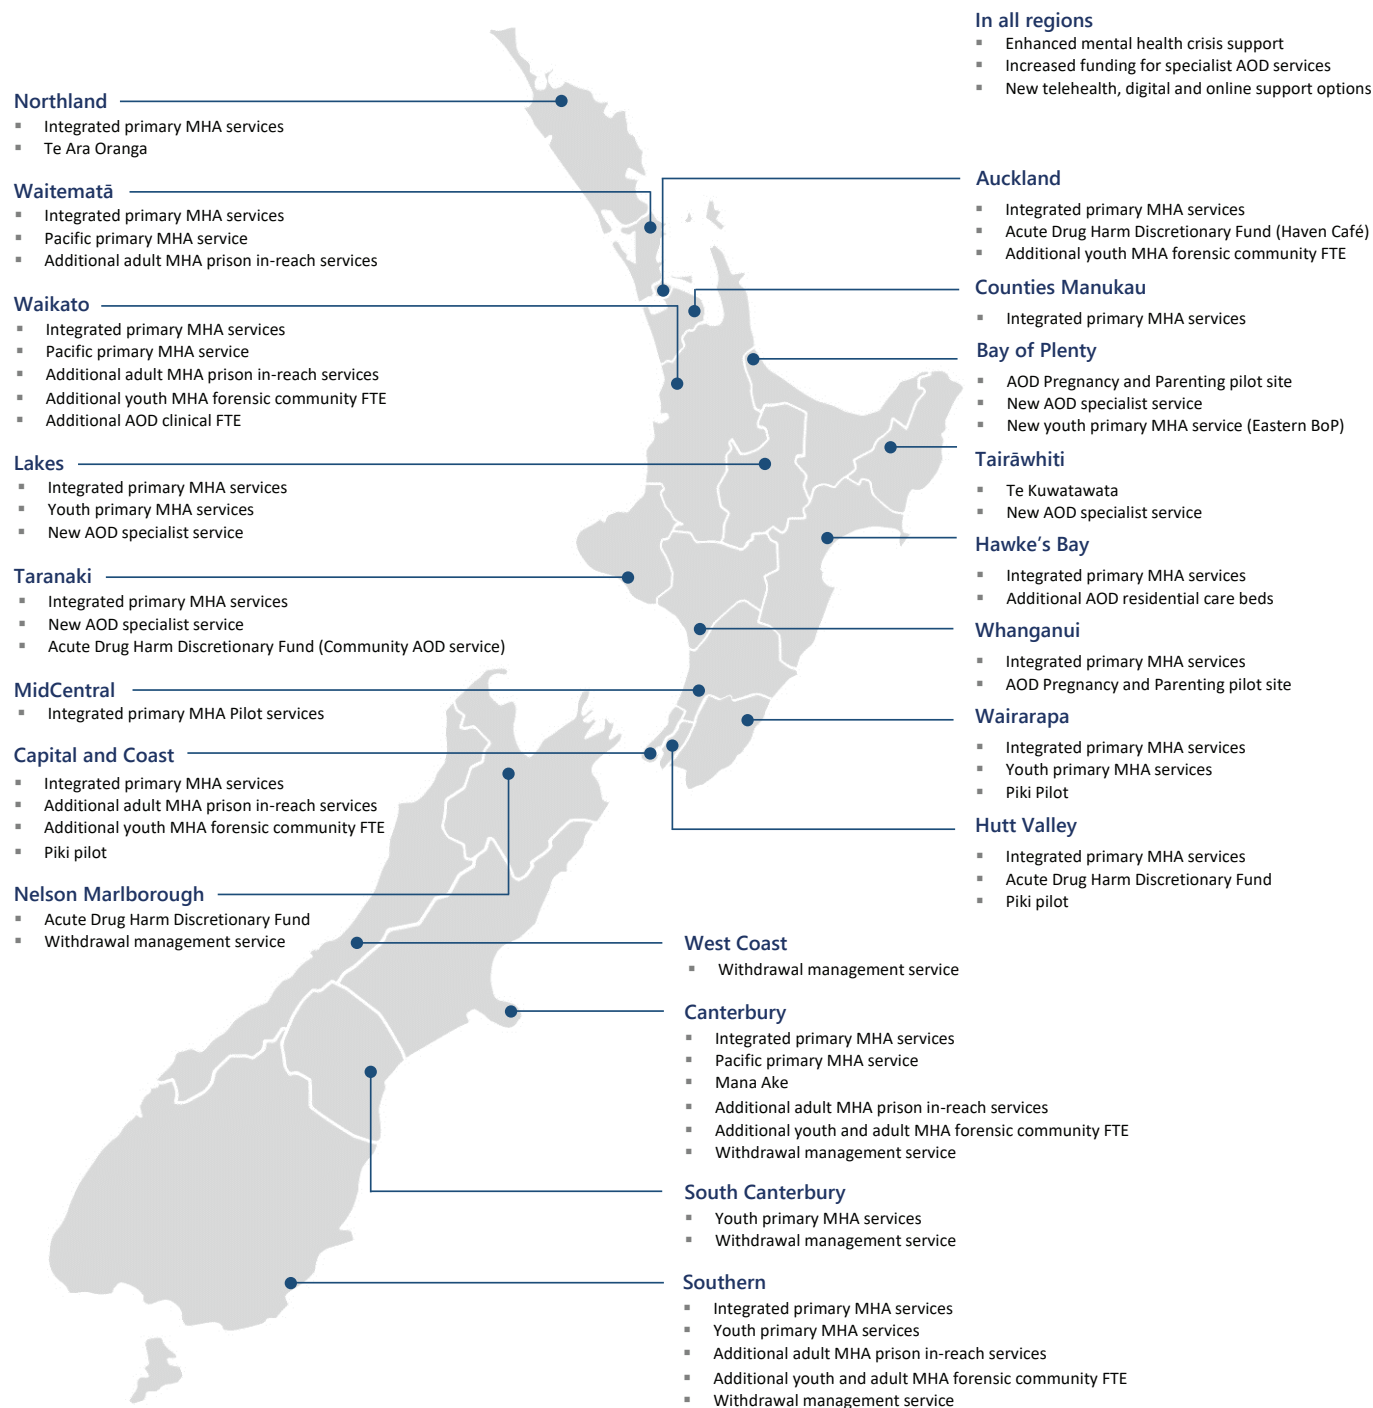 In all regions
▪ Enhanced mental health crisis support
▪ Increased funding for specialist AOD services
▪ New telehealth, digital and online support options
Northland
▪ Integrated primary MHA services
▪ Te Ara Oranga
Waitematā
▪ Integrated primary MHA services
▪ Pacific primary MHA service
▪ Additional adult MHA prison in-reach services
Waikato
▪ Integrated primary MHA services
▪ Pacific primary MHA service
▪ Additional adult MHA prison in-reach services
▪ Additional youth MHA forensic community FTE
▪ Additional AOD clinical FTE
Lakes
▪ Integrated primary MHA services
▪ Youth primary MHA services
▪ New AOD specialist service
Taranaki
▪ Integrated primary MHA services
▪ New AOD specialist service
▪ Acute Drug Harm Discretionary Fund (Community AOD service)
MidCentral
▪ Integrated primary MHA Pilot services
Capital and Coast
▪ Integrated primary MHA services
▪ Additional adult MHA prison in-reach services
▪ Additional youth MHA forensic community FTE
▪ Piki pilot
Nelson Marlborough
▪ Acute Drug Harm Discretionary Fund
▪ Withdrawal management service
Auckland
▪ Integrated primary MHA services
▪ Acute Drug Harm Discretionary Fund (Haven Café)
▪ Additional youth MHA forensic community FTE
Counties Manukau
▪ Integrated primary MHA services
Bay of Plenty
▪ AOD Pregnancy and Parenting pilot site
▪ New AOD specialist service
▪ New youth primary MHA service (Eastern BoP)
Tairāwhiti
▪ Te Kuwatawata
▪ New AOD specialist service
Hawke's Bay
▪ Integrated primary MHA services
▪ Additional AOD residential care beds
Whanganui
▪ Integrated primary MHA services
▪ AOD Pregnancy and Parenting pilot site
Wairarapa
▪ Integrated primary MHA services
▪ Youth primary MHA services
▪ Piki Pilot
Hutt Valley
▪ Integrated primary MHA services
▪ Acute Drug Harm Discretionary Fund
▪ Piki pilot
West Coast
▪ Withdrawal management service
Canterbury
▪ Integrated primary MHA services
▪ Pacific primary MHA service
▪ Mana Ake
▪ Additional adult MHA prison in-reach services
▪ Additional youth and adult MHA forensic community FTE
▪ Withdrawal management service
South Canterbury
▪ Youth primary MHA services
▪ Withdrawal management service
Southern
▪ Integrated primary MHA services
▪ Youth primary MHA services
▪ Additional adult MHA prison in-reach services
▪ Additional youth and adult MHA forensic community FTE
▪ Withdrawal management service